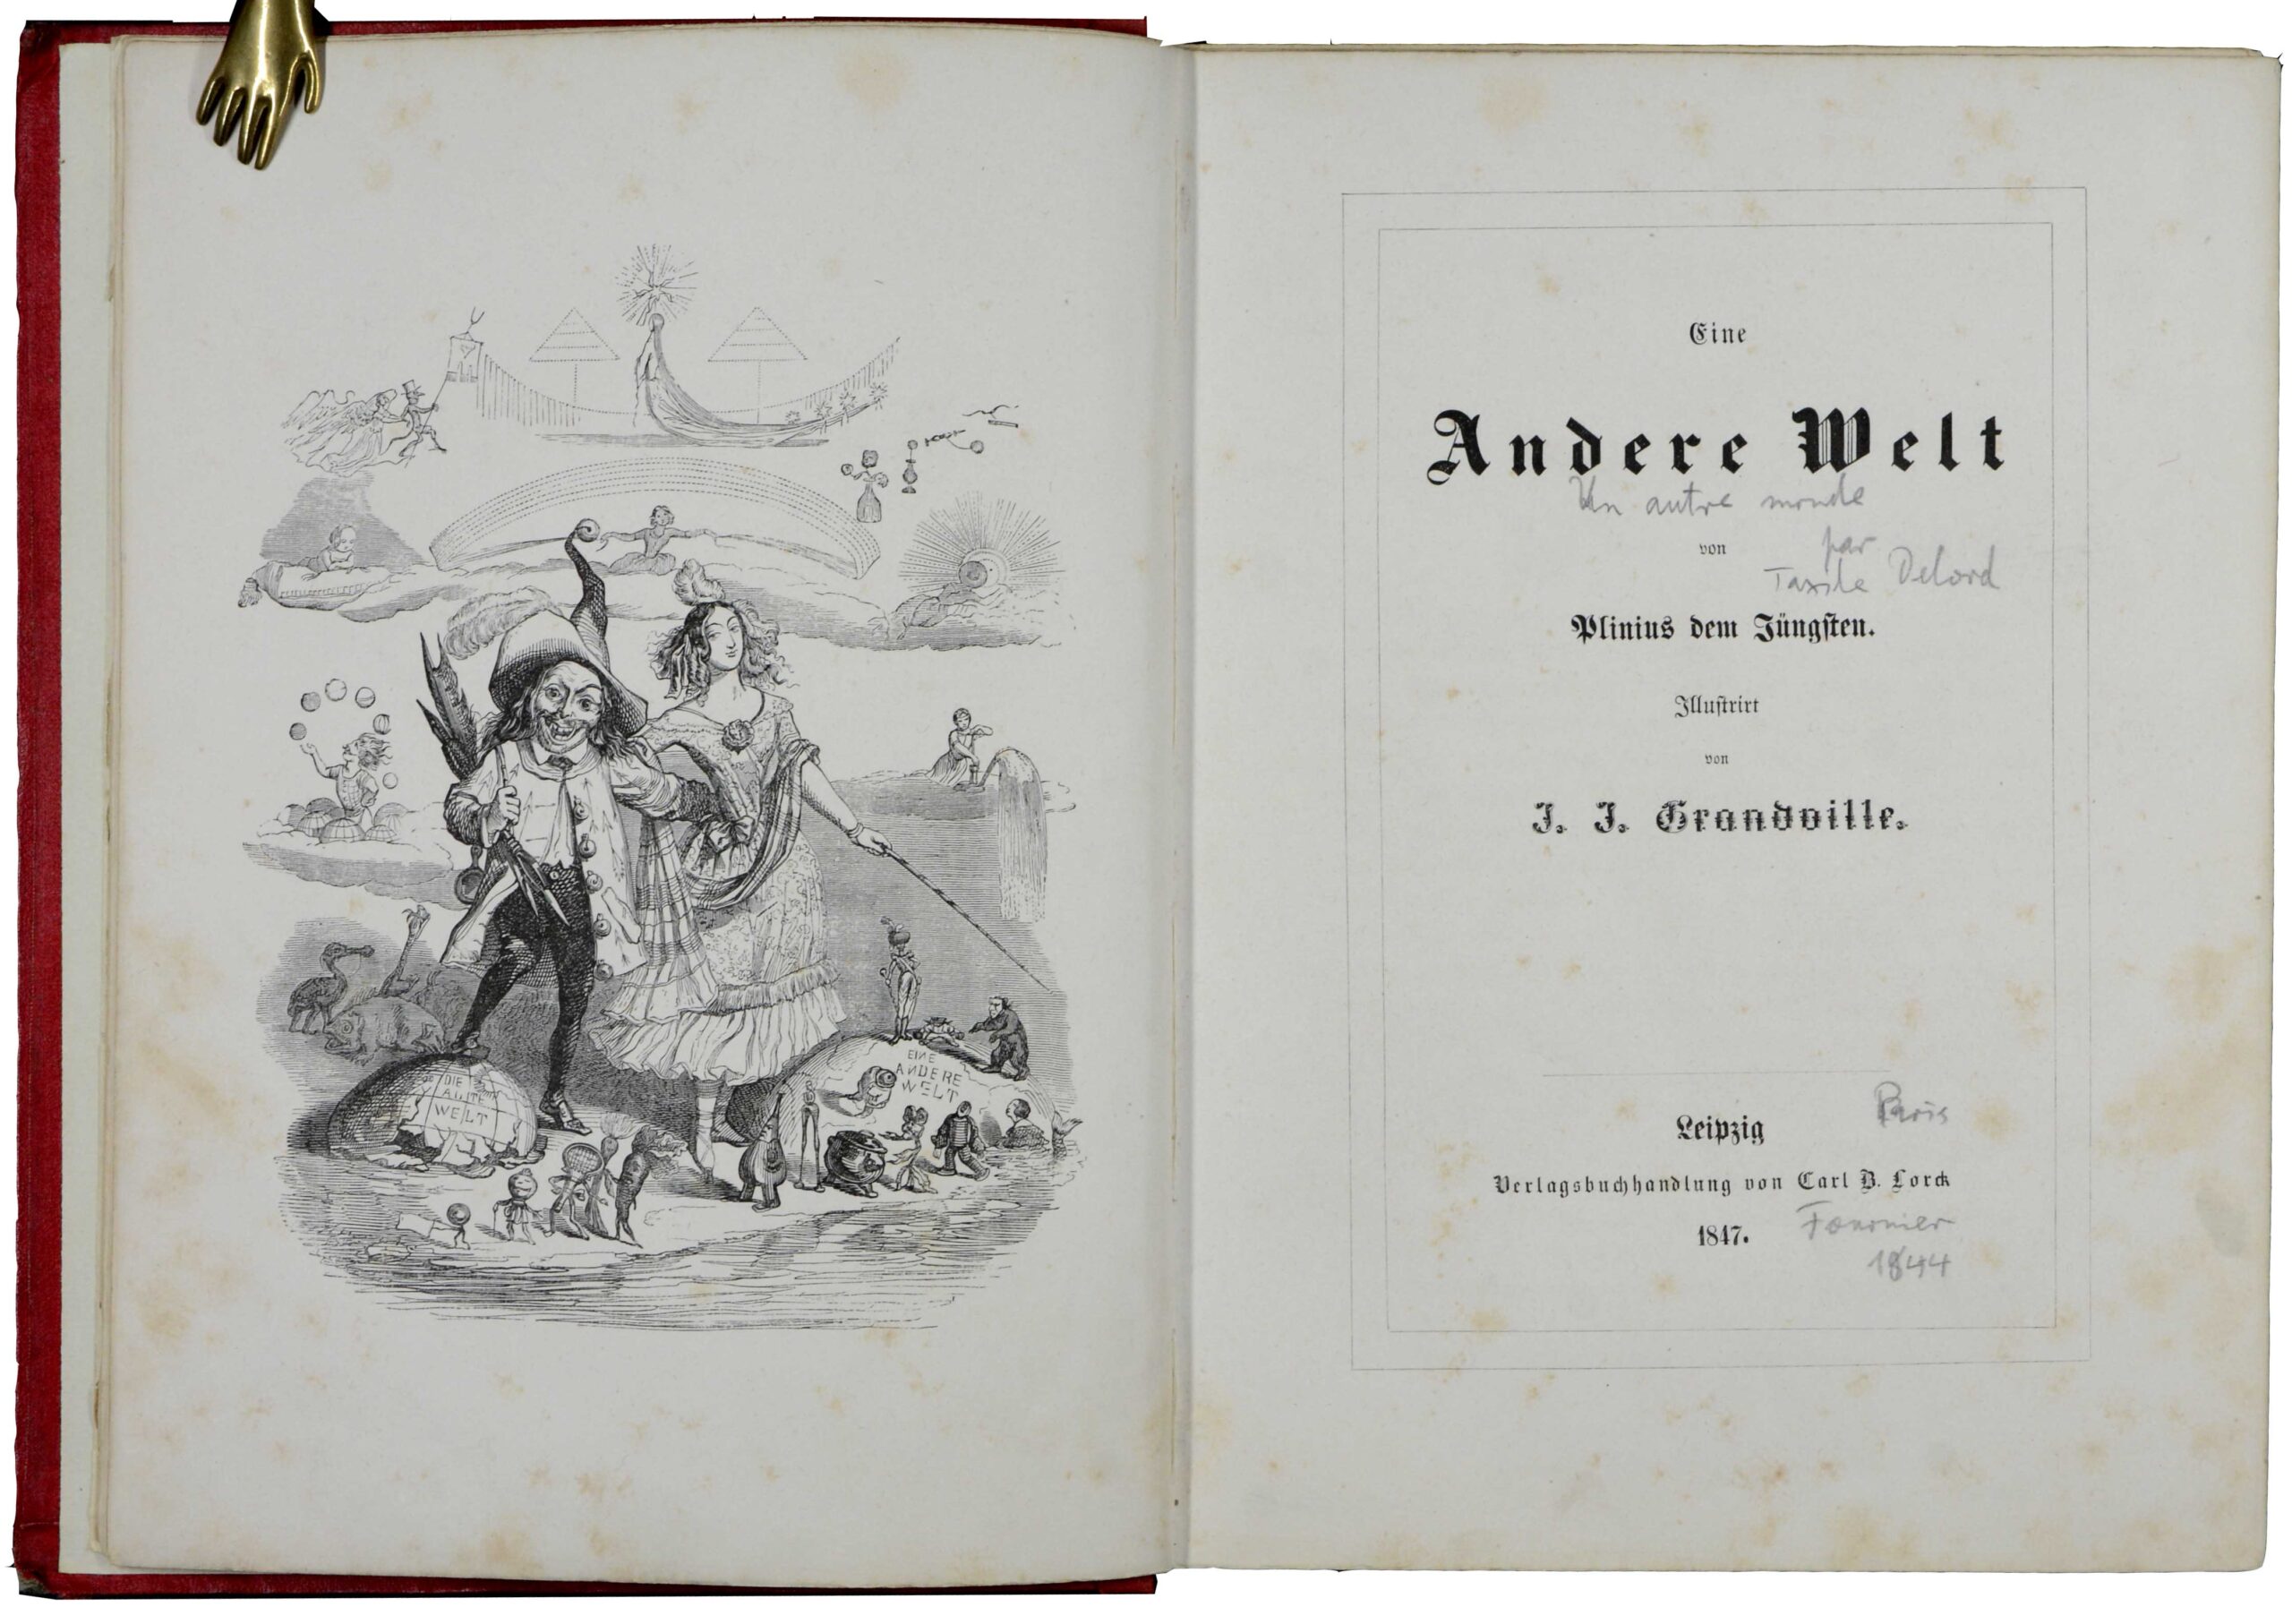 DIE
ALTE
WELT
EINE
ANDERE
WELT
Eine
Andere Welt
Un autre monde
von
par
Taxile Delord
Plinius dem Jüngſten.
Illuſtrirt
von
J. J. Grandville.
Paris
Leipzig
Verlagsbuchhandlung von Carl B. Lorck
Fournier
1847.
1844